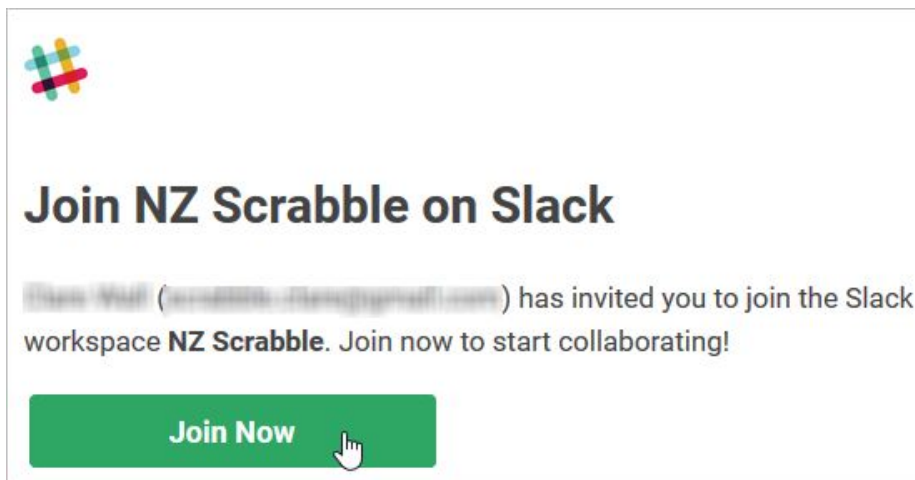 Join NZ Scrabble on Slack
( ) has invited you to join the Slack
workspace NZ Scrabble. Join now to start collaborating!
Join Now